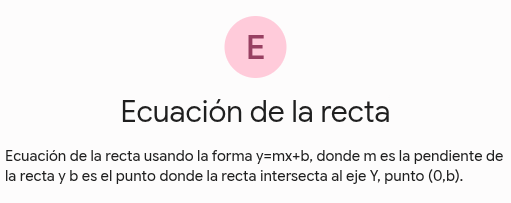 E
Ecuación de la recta
Ecuación de la recta usando la forma y=mx+b, donde m es la pendiente de
la recta y b es el punto donde la recta intersecta al eje Y, punto (0,b).